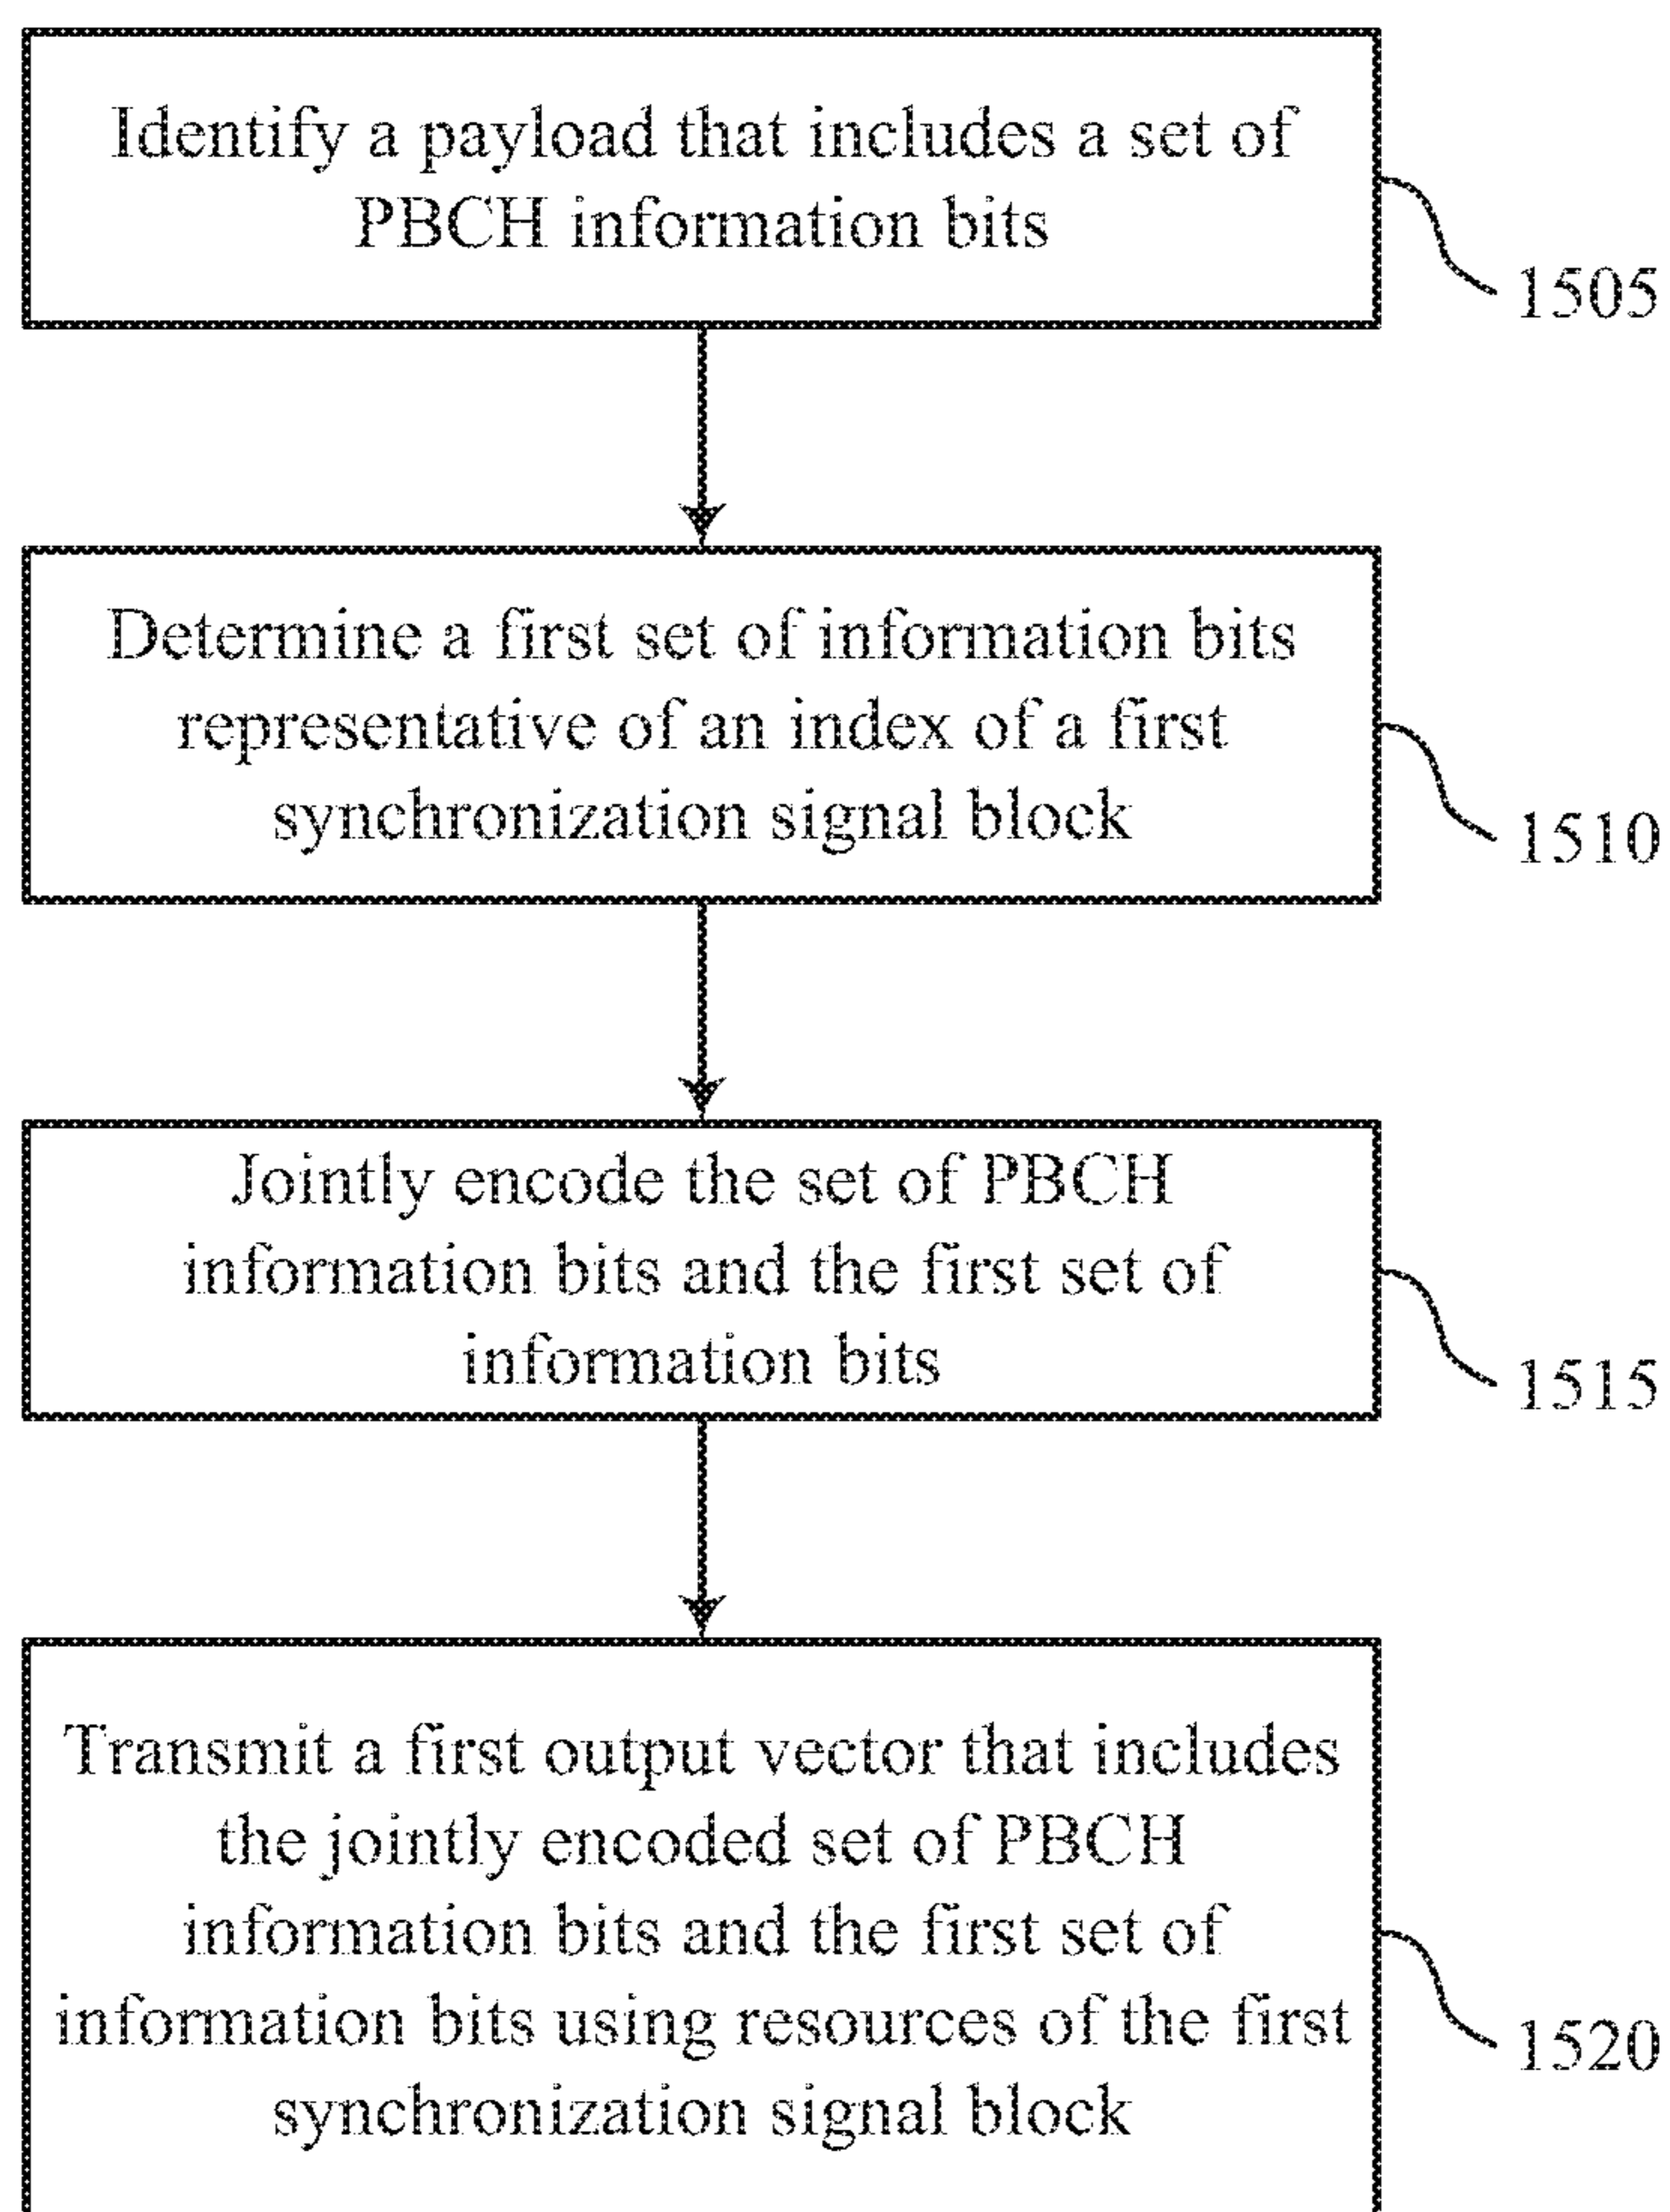 Identify a payload that includes a set of
PBCH information bits
1505
Determine a first set of information bits
representative of an index of a first
synchronization signal block
1510
Jointly encode the set of PBCH
information bits and the first set of
information bits
1515
Transmit a first output vector that includes
the jointly encoded set of PBCH
information bits and the first set of
information bits using resources of the first
synchronization signal block
1520